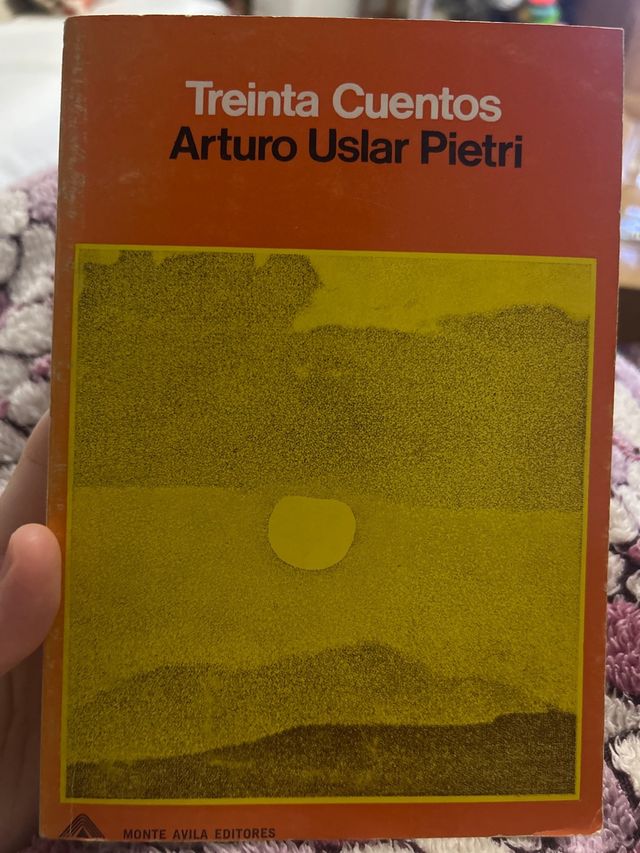 Treinta Cuentos
Arturo Uslar Pietri
MONTE AVILA EDITORES